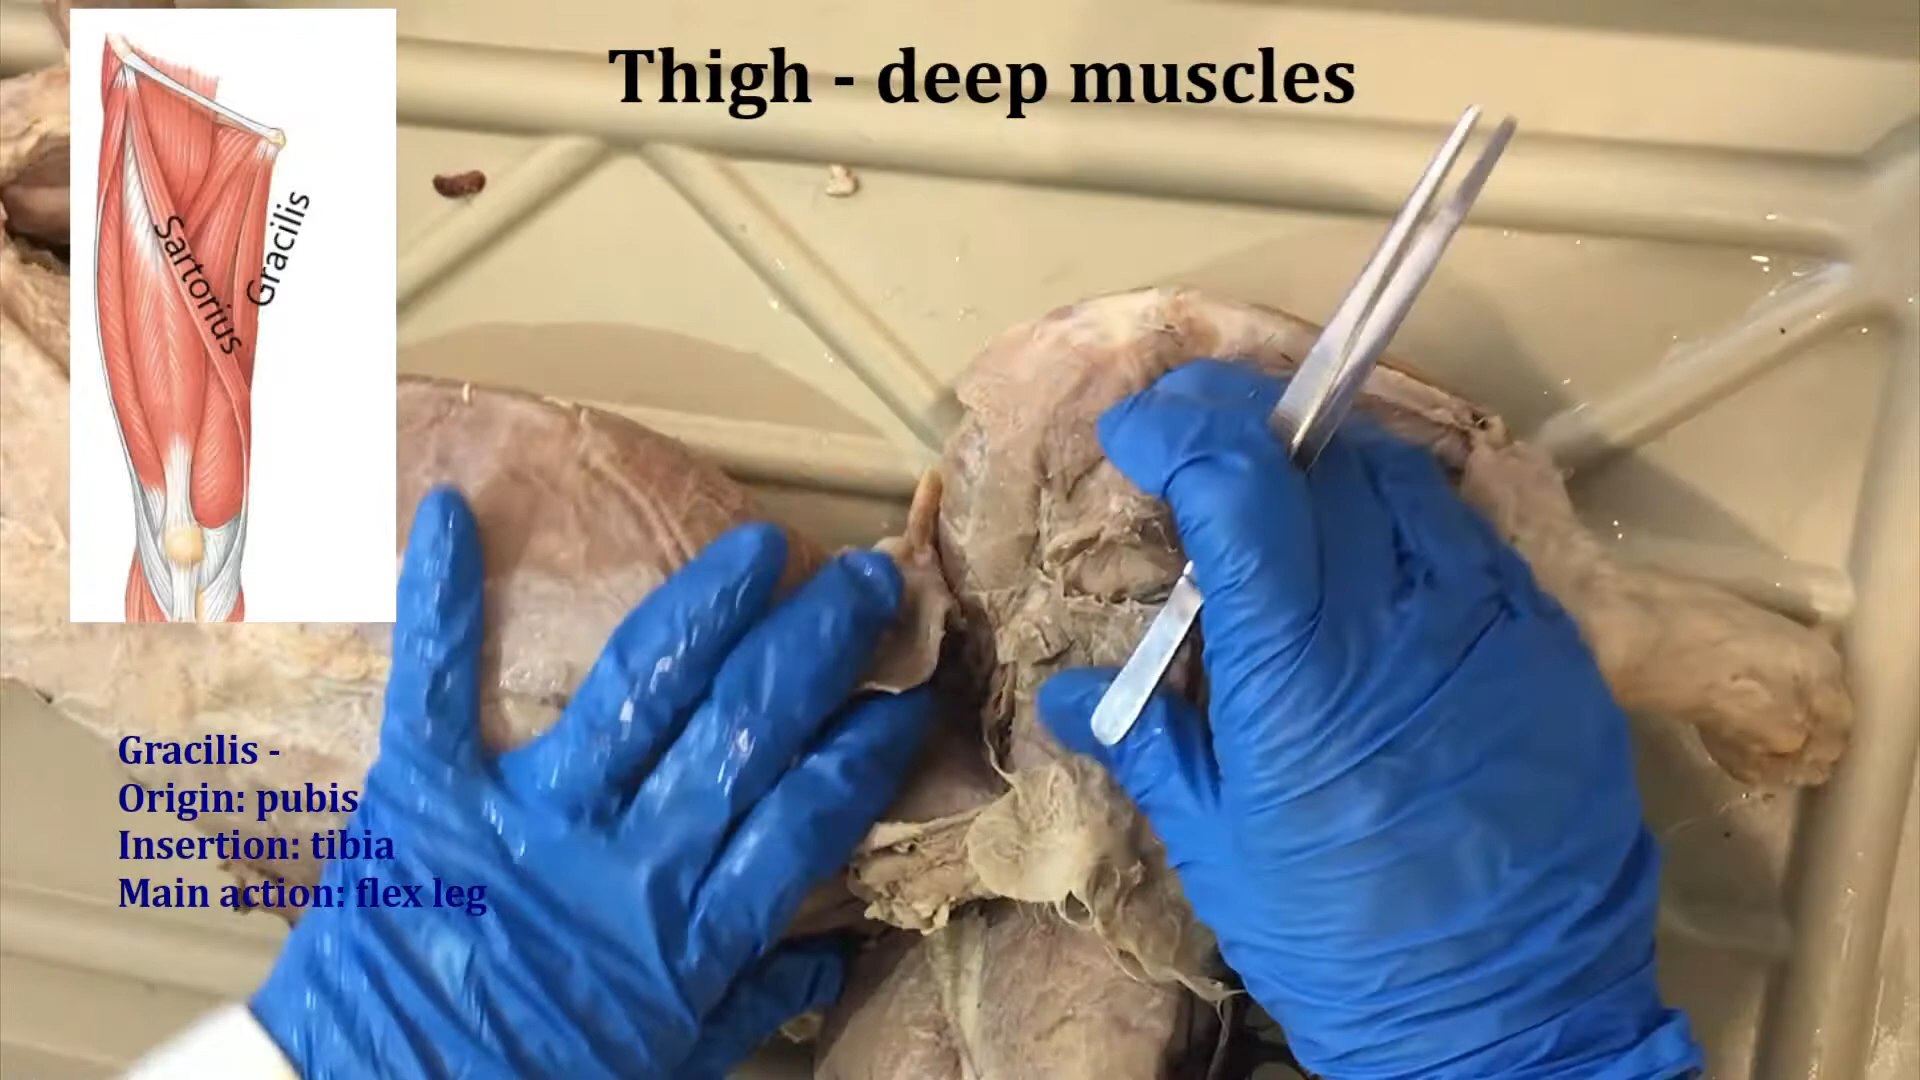 Thigh - deep muscles
Sartorius
Gracilis
Gracilis -
Origin: pubis
Insertion: tibia
Main action: flex leg